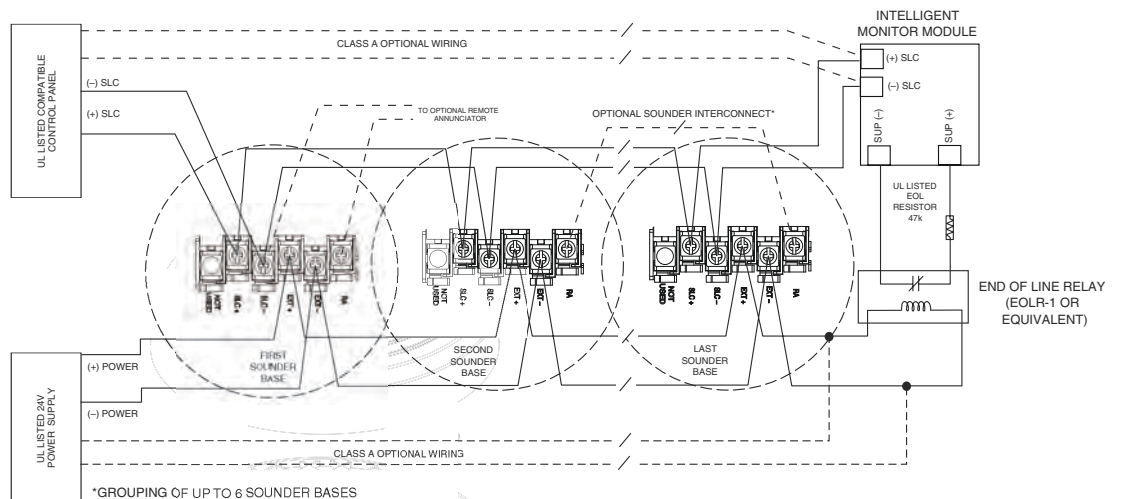 INTELLIGENT
MONITOR MODULE
UL LISTED COMPATIBLE
CONTROL PANEL
CLASS A OPTIONAL WIRING
(+) SLC
(–) SLC
(–) SLC
(+) SLC
TO OPTIONAL REMOTE
ANNUNCIATOR
OPTIONAL SOUNDER INTERCONNECT*
SUP (–)
SUP (+)
UL LISTED
EOL
RESISTOR
47k
NOT
USED
SLC +
SLC -
EXT +
EXT -
RA
NOT
USED
SLC +
SLC -
EXT +
EXT -
RA
NOT
USED
SLC +
SLC -
EXT +
EXT -
RA
END OF LINE RELAY
(EOLR-1 OR
EQUIVALENT)
FIRST
SOUNDER
BASE
SECOND
SOUNDER
BASE
LAST
SOUNDER
BASE
UL LISTED 24V
POWER SUPPLY
(+) POWER
(–) POWER
CLASS A OPTIONAL WIRING
*GROUPING OF UP TO 6 SOUNDER BASES